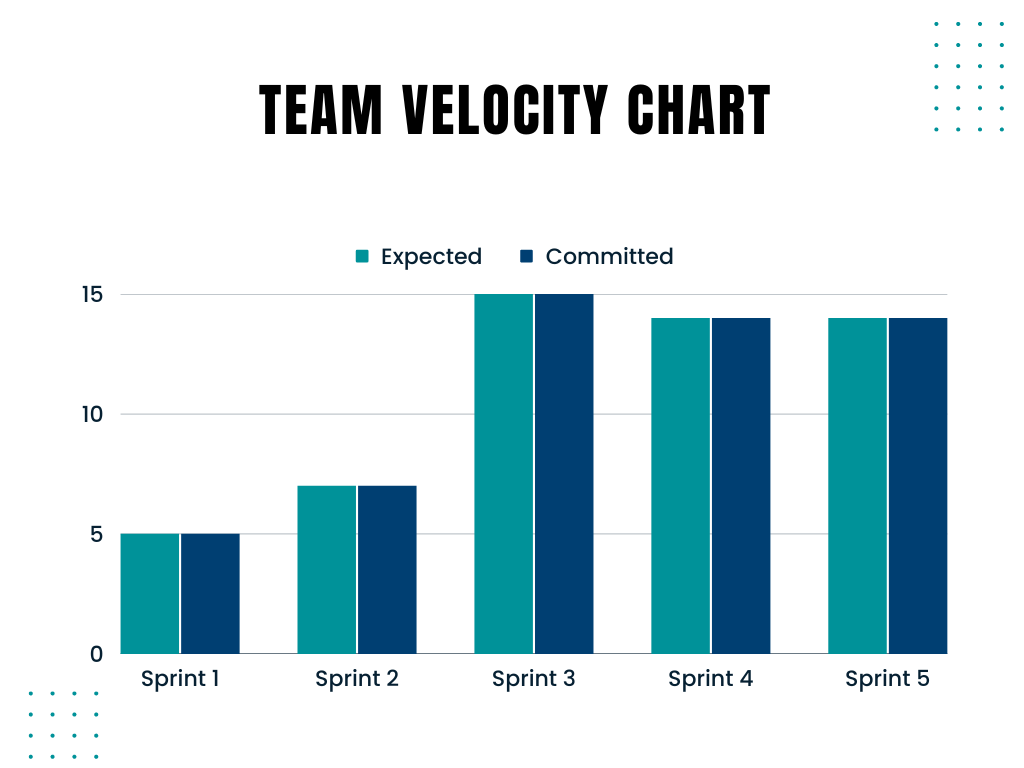 TEAM VELOCITY CHART
Expected Committed
15
10
5
0
Sprint 1 Sprint 2 Sprint 3 Sprint 4 Sprint 5